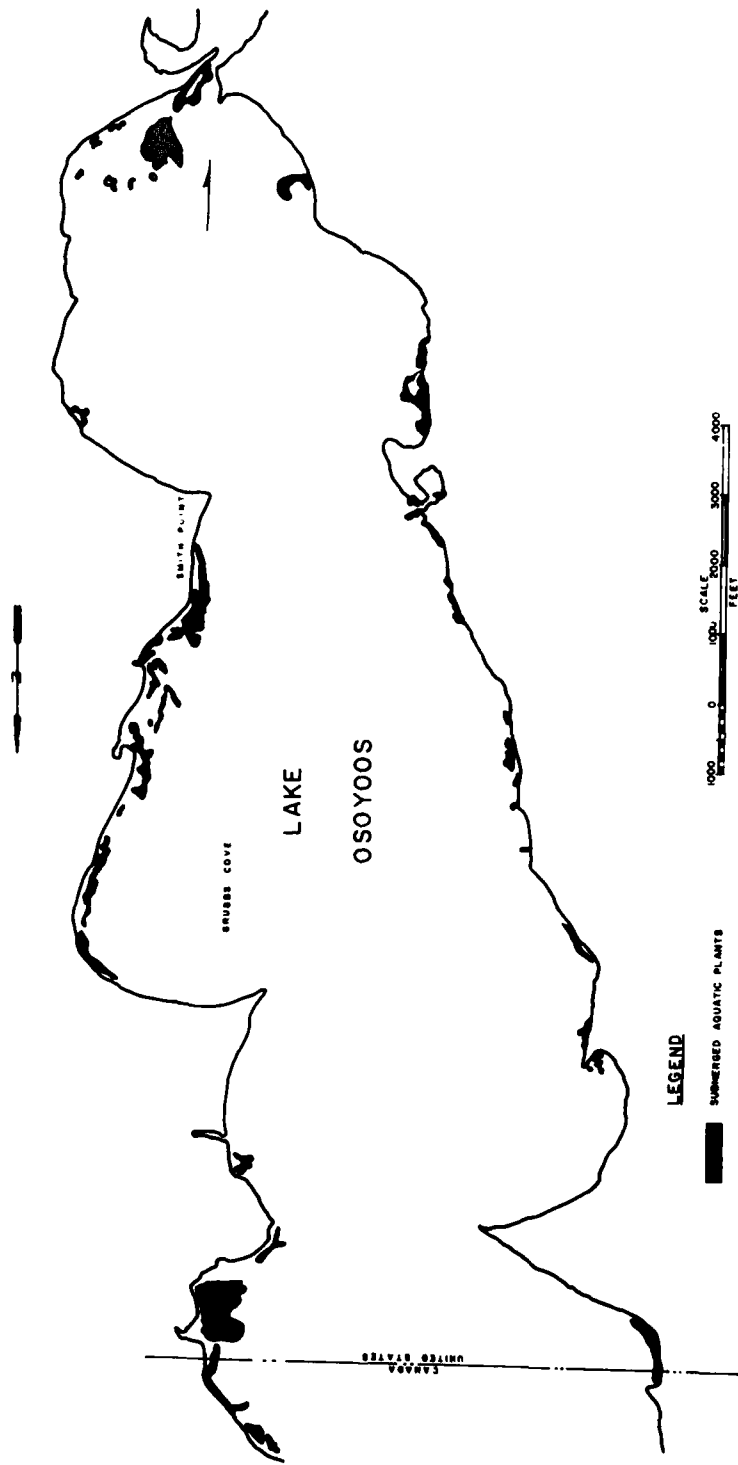 SMITH POINT
GRUBBS COVE
LAKE
OSOYOOS
CANADA
UNITED STATES
SCALE
1000 0 1000 2000 3000 4000
FEET
LEGEND
SUBMERGED AQUATIC PLANTS